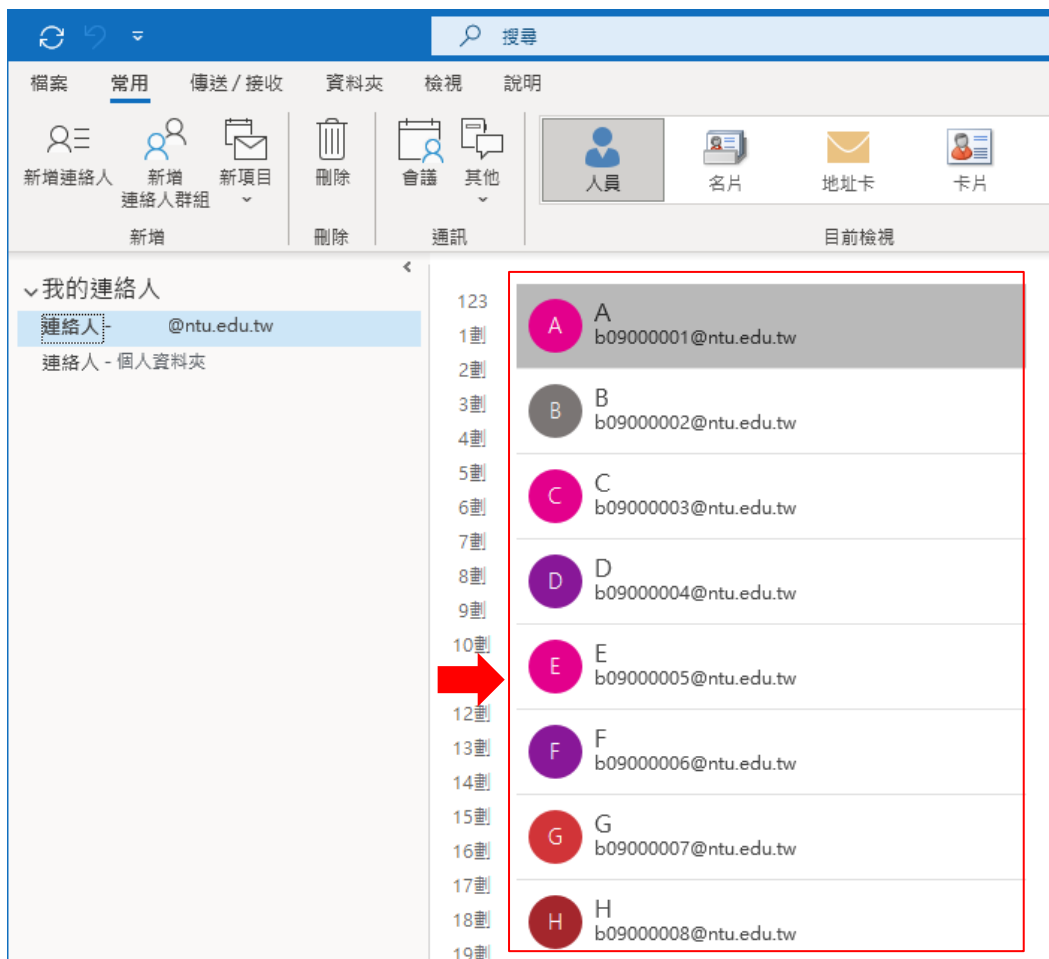 搜尋
檔案 常用 傳送 / 接收 資料夾 檢視 說明
新增連絡人
新增
連絡人群組
新項目
刪除
會議
其他
人員
名片
地址卡
卡片
新增
刪除
通訊
目前檢視
我的連絡人
連絡人 - @ntu.edu.tw
連絡人 - 個人資料夾
123
1劃
2劃
3劃
4劃
5劃
6劃
7劃
8劃
9劃
10劃
12劃
13劃
14劃
15劃
16劃
17劃
18劃
19劃
A
A
b09000001@ntu.edu.tw
B
B
b09000002@ntu.edu.tw
C
C
b09000003@ntu.edu.tw
D
D
b09000004@ntu.edu.tw
E
E
b09000005@ntu.edu.tw
F
F
b09000006@ntu.edu.tw
G
G
b09000007@ntu.edu.tw
H
H
b09000008@ntu.edu.tw